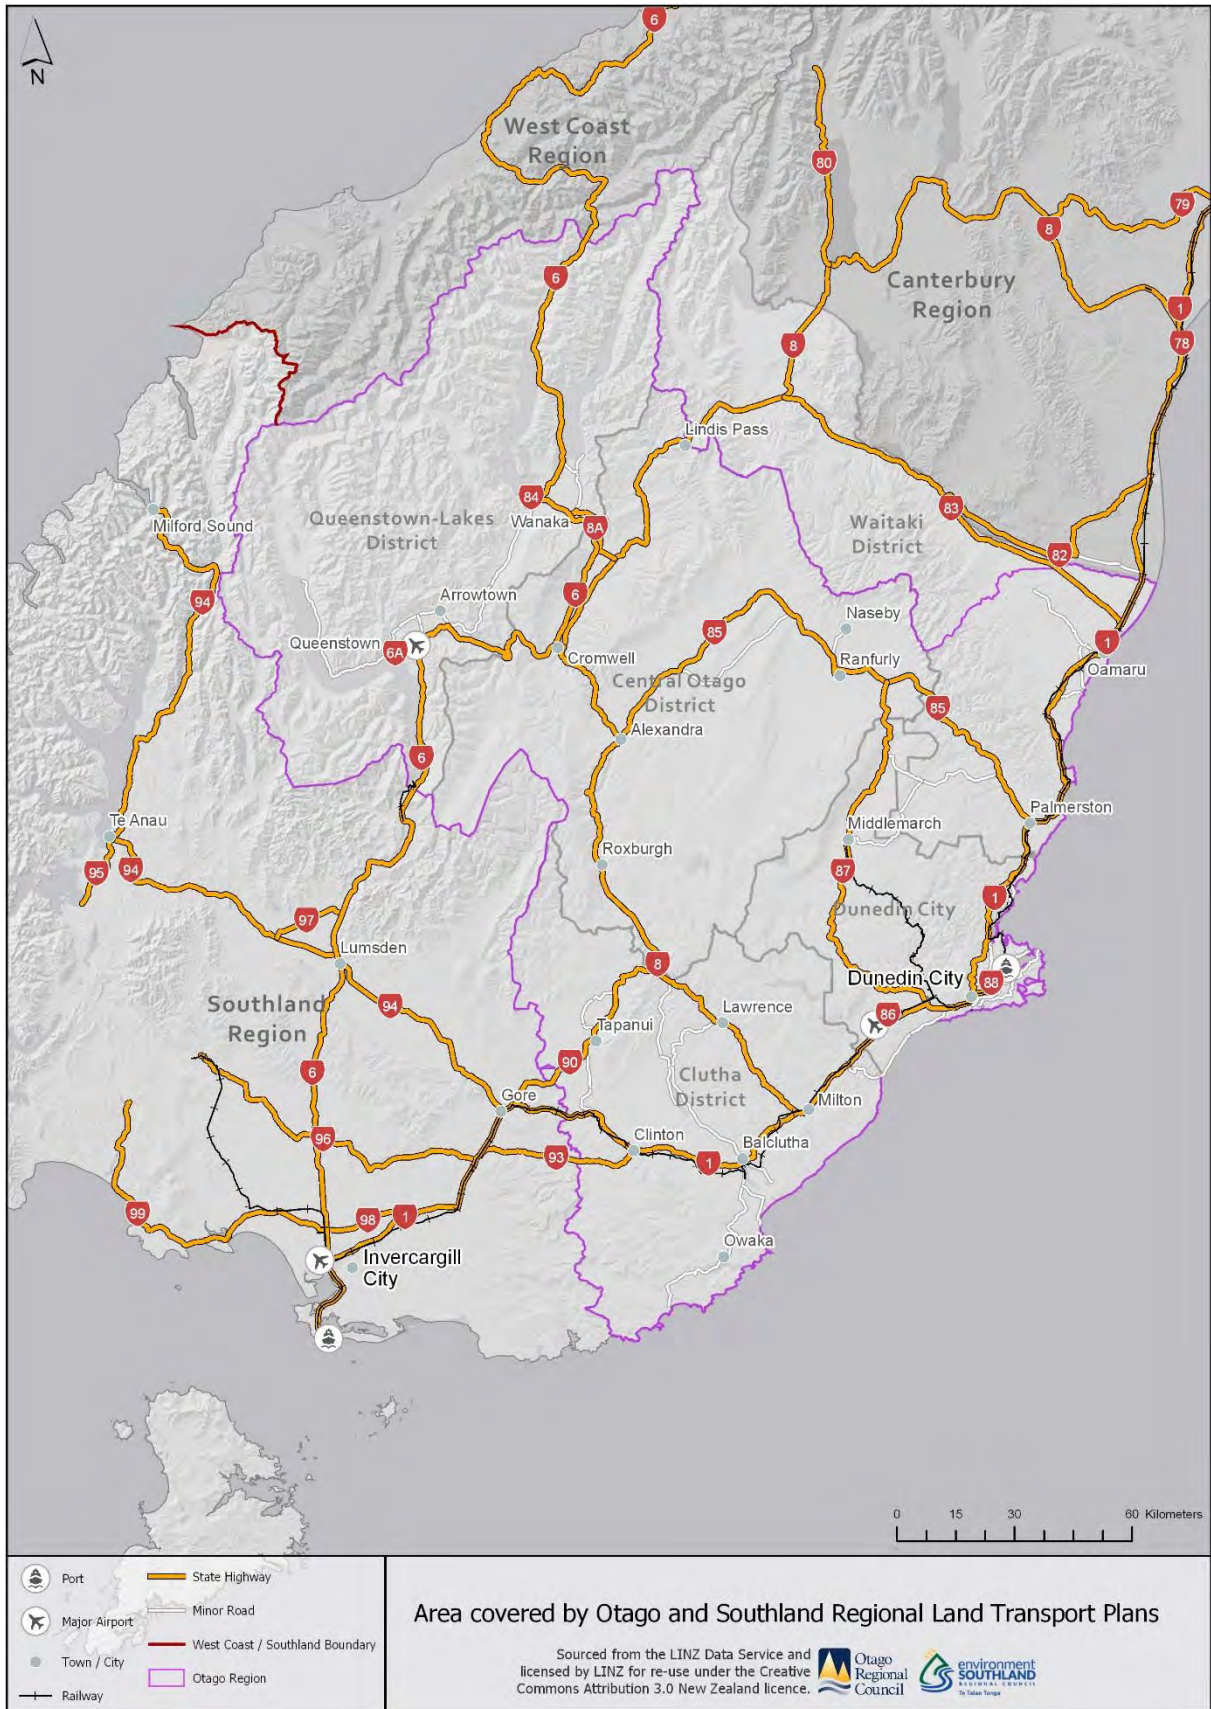 6
N
West Coast
Region
80
79
8
6
Canterbury
Region
1
78
8
Lindis Pass
84
Queenstown-Lakes
District
Wanaka
8A
83
Waitaki
District
82
Milford Sound
94
6
Arrowtown
Naseby
85
Queenstown
6A
1
Cromwell
Ranfurly
Oamaru
Central Otago
District
85
Alexandra
6
Te Anau
Palmerston
Middlemarch
95
94
Roxburgh
87
1
Dunedin City
97
Lumsden
8
Dunedin City
88
Southland
Region
94
Lawrence
86
Tapanui
90
6
Clutha
District
Gore
Milton
96
Clinton
Balclutha
93
1
99
98
1
Owaka
Invercargill
City
0 15 30 60 Kilometers
Port
State Highway
Major Airport
Minor Road
West Coast / Southland Boundary
Town / City
Otago Region
Railway
Area covered by Otago and Southland Regional Land Transport Plans
Sourced from the LINZ Data Service and
licensed by LINZ for re-use under the Creative
Commons Attribution 3.0 New Zealand licence.
Otago
Regional
Council
environment
SOUTHLAND
REGIONAL COUNCIL
Te Taiao Tonga